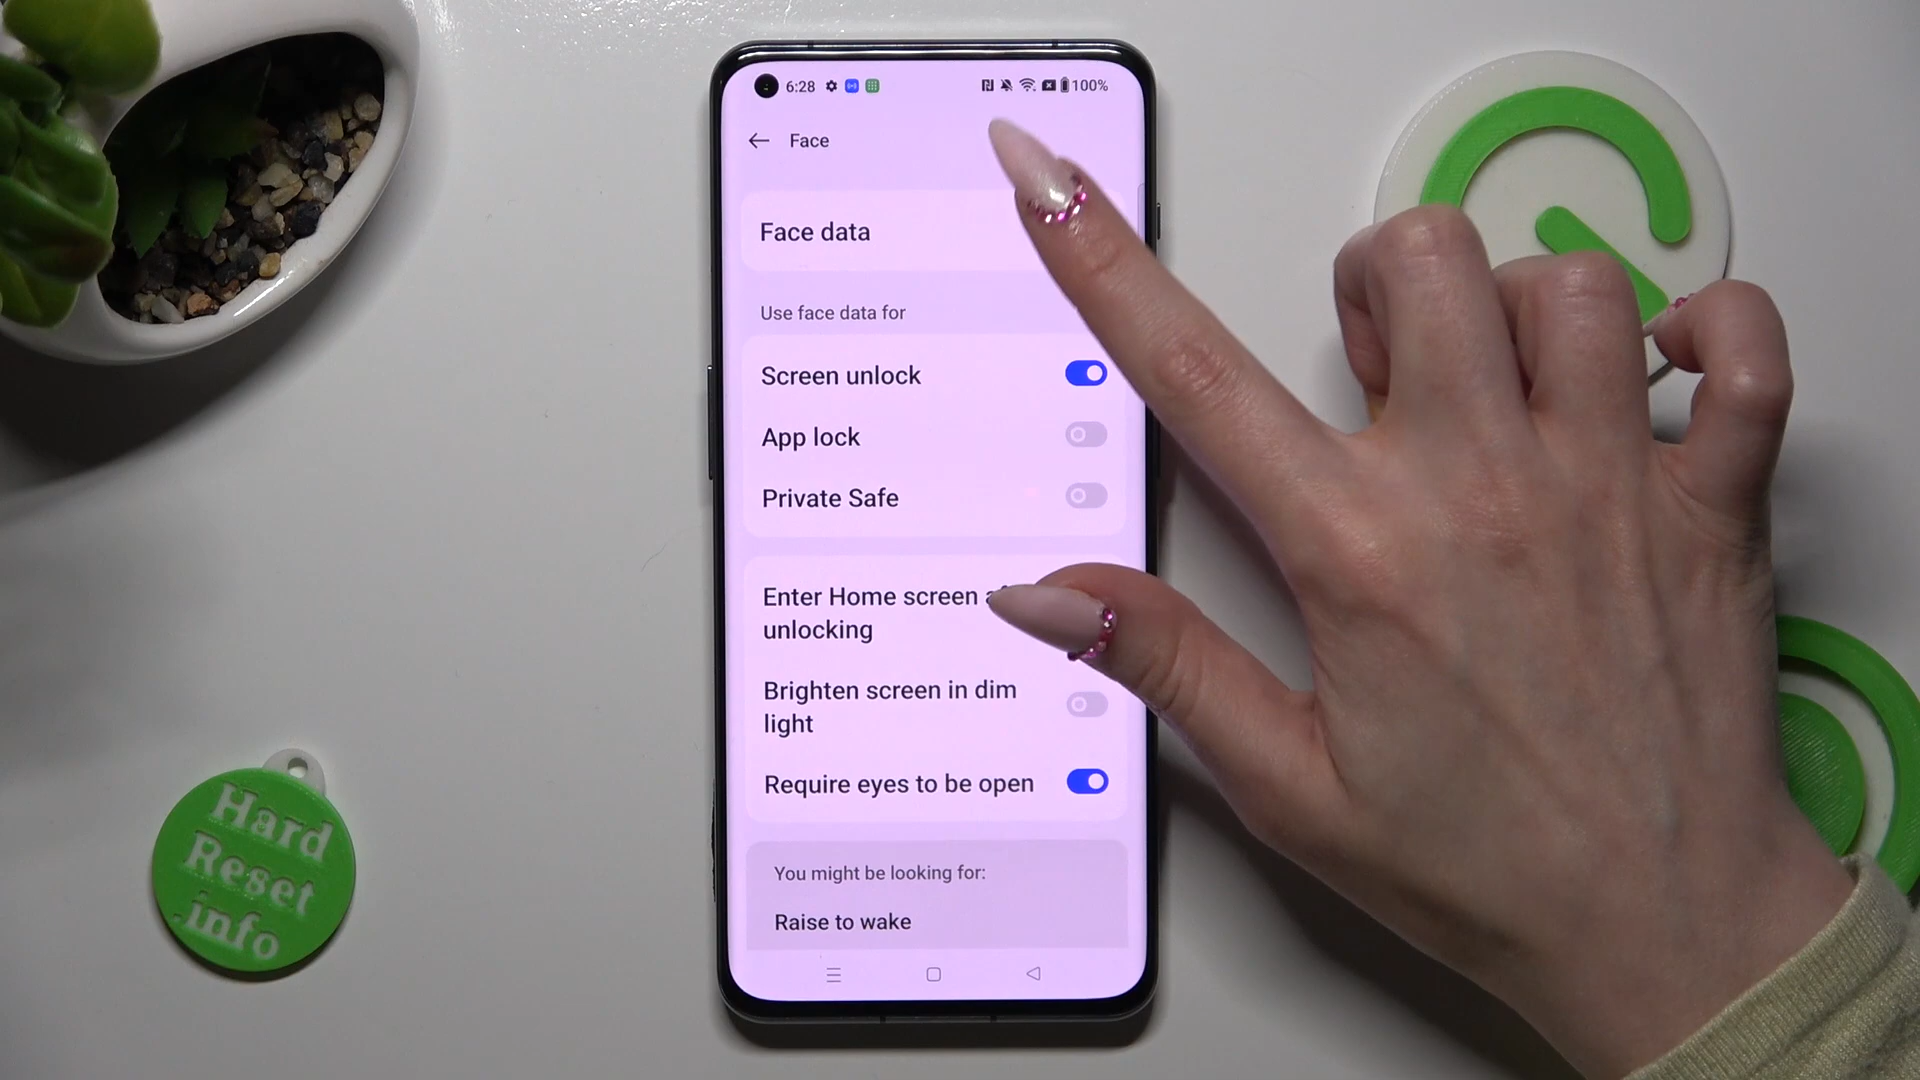 6:28
100%
Face
Face data
Use face data for
Screen unlock
App lock
Private Safe
Enter Home screen
unlocking
Brighten screen in dim
light
Require eyes to be open
You might be looking for:
Raise to wake
Hard
Reset
info